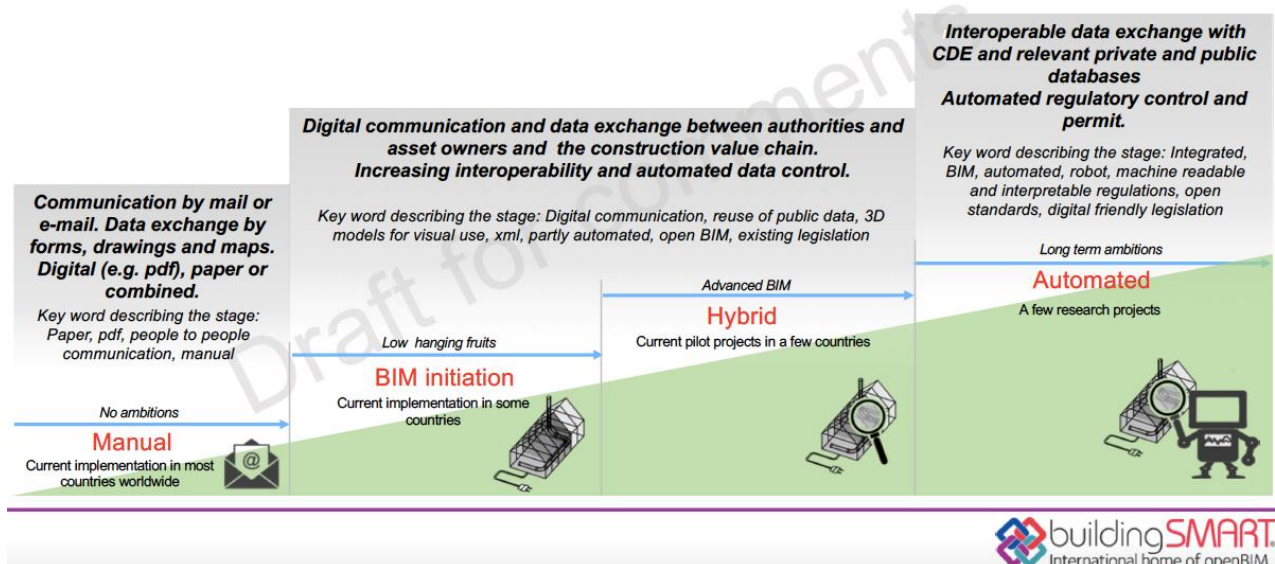 Draft for comments
Communication by mail or
e-mail. Data exchange by
forms, drawings and maps.
Digital (e.g. pdf), paper or
combined.
Key word describing the stage:
Paper, pdf, people to people
communication, manual
No ambitions
Manual
Current implementation in most
countries worldwide
@
Digital communication and data exchange between authorities and
asset owners and the construction value chain.
Increasing interoperability and automated data control.
Key word describing the stage: Digital communication, reuse of public data, 3D
models for visual use, xml, partly automated, open BIM, existing legislation
Low hanging fruits
BIM initiation
Current implementation in some
countries
Advanced BIM
Hybrid
Current pilot projects in a few countries
Interoperable data exchange with
CDE and relevant private and public
databases
Automated regulatory control and
permit.
Key word describing the stage: Integrated,
BIM, automated, robot, machine readable
and interpretable regulations, open
standards, digital friendly legislation
Long term ambitions
Automated
A few research projects
buildingSMART®
International home of openBIM